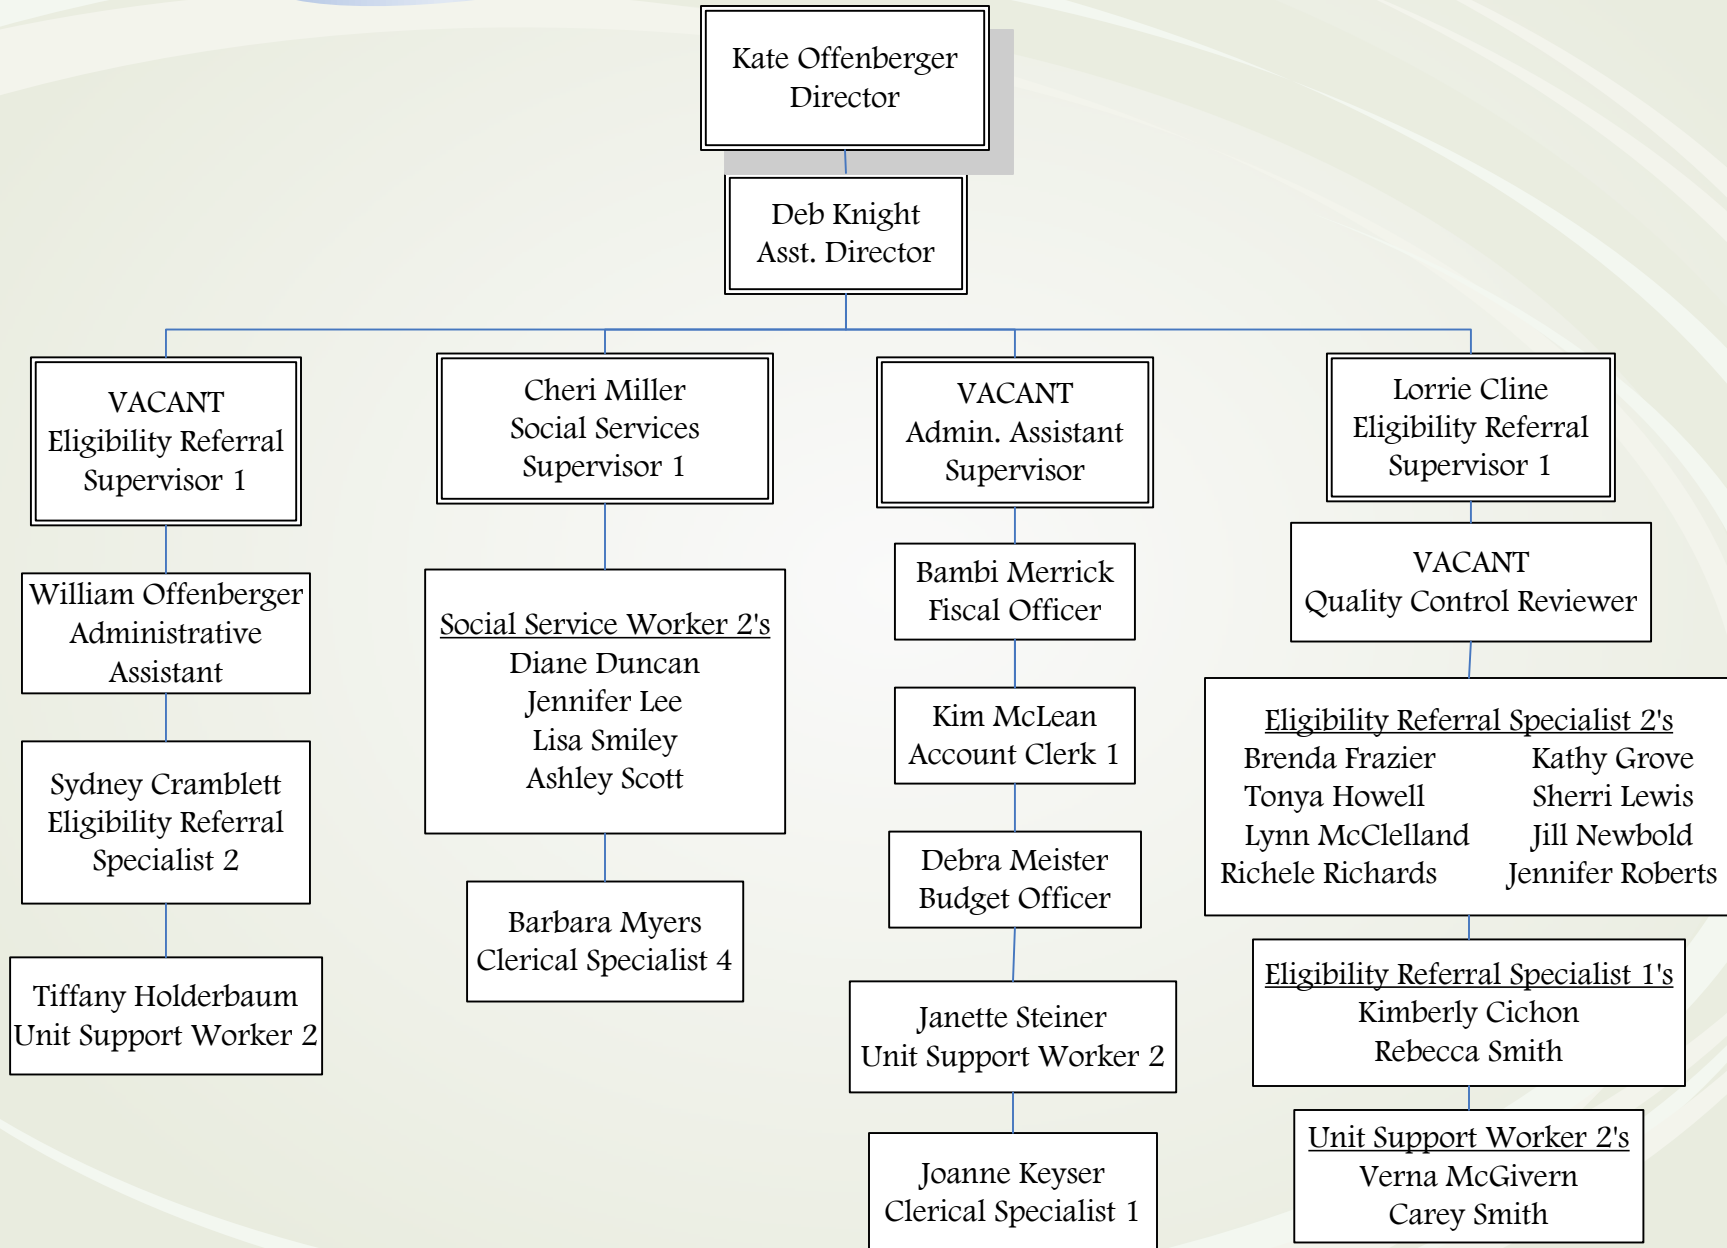 Kate Offenberger
Director
Deb Knight
Asst. Director
VACANT
Eligibility Referral
Supervisor 1
William Offenberger
Administrative
Assistant
Sydney Cramblett
Eligibility Referral
Specialist 2
Tiffany Holderbaum
Unit Support Worker 2
Cheri Miller
Social Services
Supervisor 1
Social Service Worker 2's
Diane Duncan
Jennifer Lee
Lisa Smiley
Ashley Scott
Barbara Myers
Clerical Specialist 4
VACANT
Admin. Assistant
Supervisor
Bambi Merrick
Fiscal Officer
Kim McLean
Account Clerk 1
Debra Meister
Budget Officer
Janette Steiner
Unit Support Worker 2
Joanne Keyser
Clerical Specialist 1
Lorrie Cline
Eligibility Referral
Supervisor 1
VACANT
Quality Control Reviewer
Eligibility Referral Specialist 2's
Brenda Frazier Kathy Grove
Tonya Howell Sherri Lewis
Lynn McClelland Jill Newbold
Richele Richards Jennifer Roberts
Eligibility Referral Specialist 1's
Kimberly Cichon
Rebecca Smith
Unit Support Worker 2's
Verna McGivern
Carey Smith